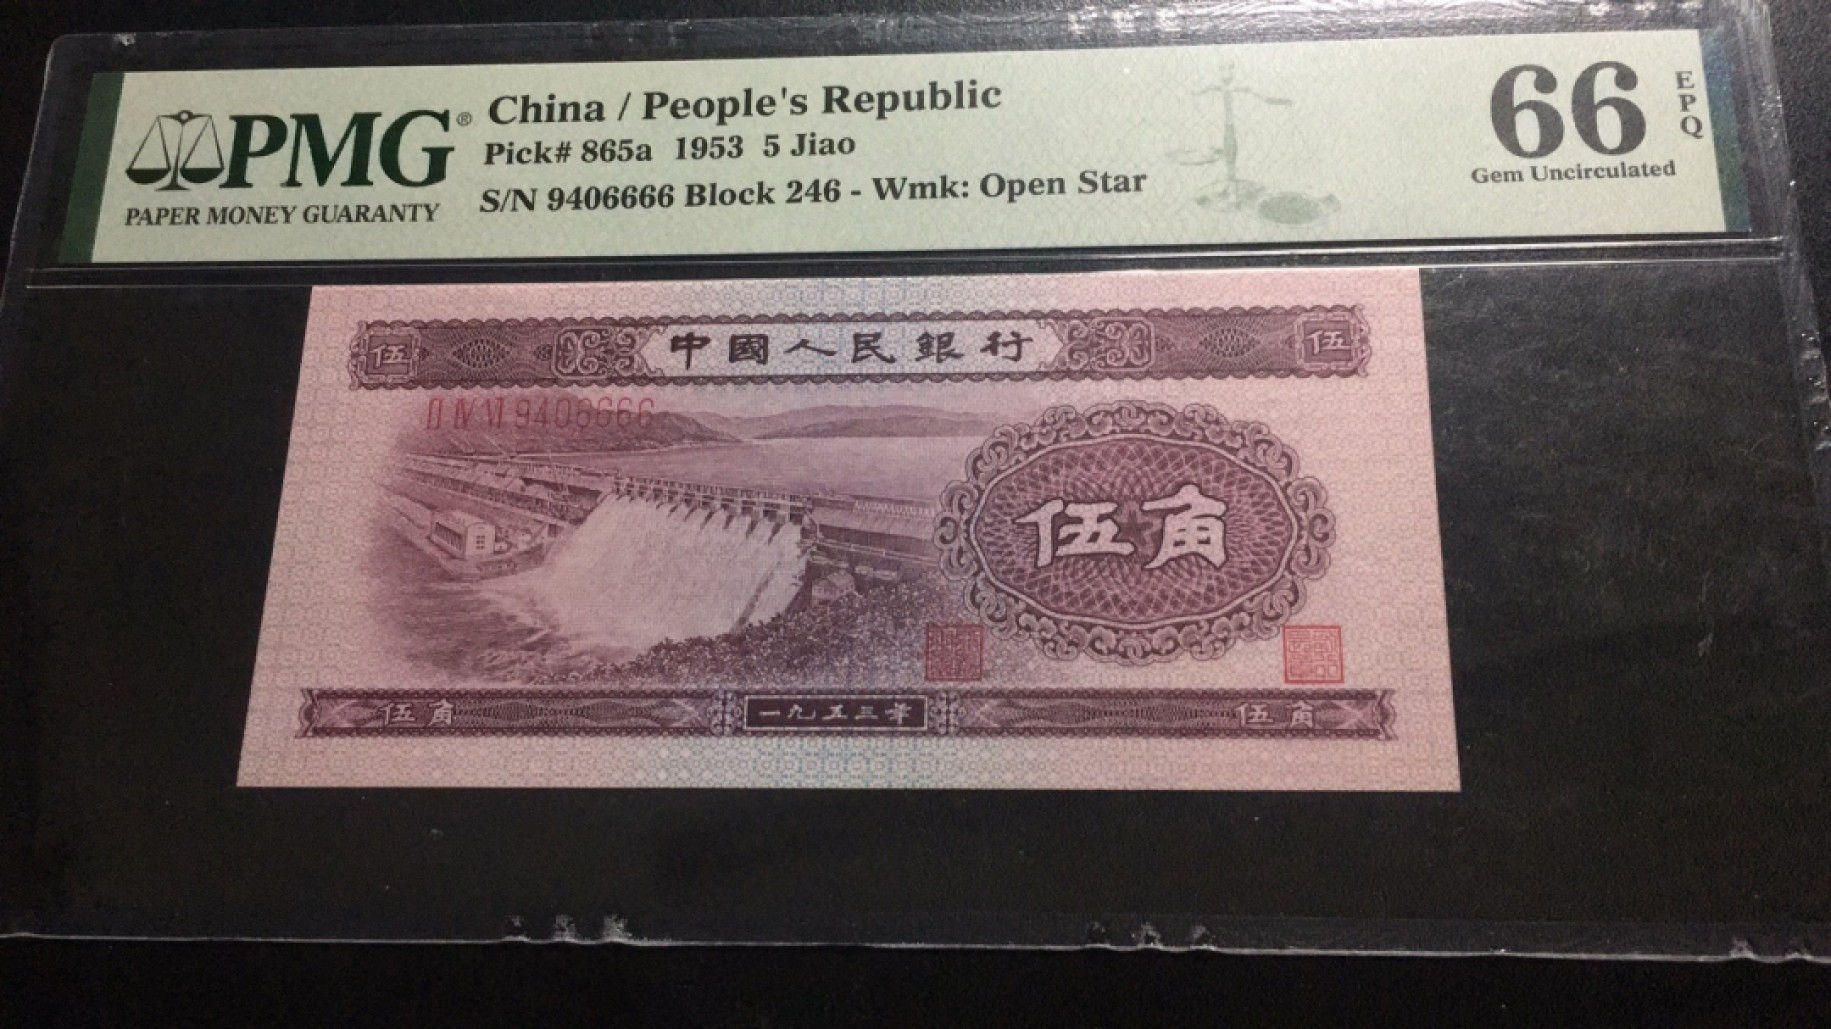 PMG®
PAPER MONEY GUARANTY
China / People's Republic
Pick# 865a 1953 5 Jiao
S/N 9406666 Block 246 - Wmk: Open Star
66
EPQ
Gem Uncirculated
伍 中國人民銀行 伍
II IV VI 9406666
伍角
伍角 一九五三年 伍角